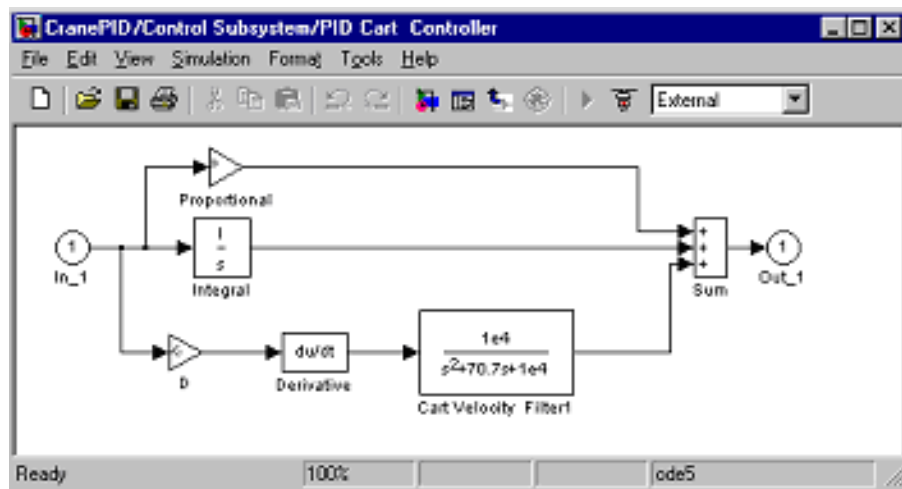 CranePID/Control Subsystem/PID Cart Controller
File Edit View Simulation Format Tools Help
External
Proportional
1
In_1
I
s
Integral
+
+
+
Sum
1
Out_1
D
du/dt
Derivative
1e4
s²+70.7s+1e4
Cart Velocity Filter1
Ready 100% ode5